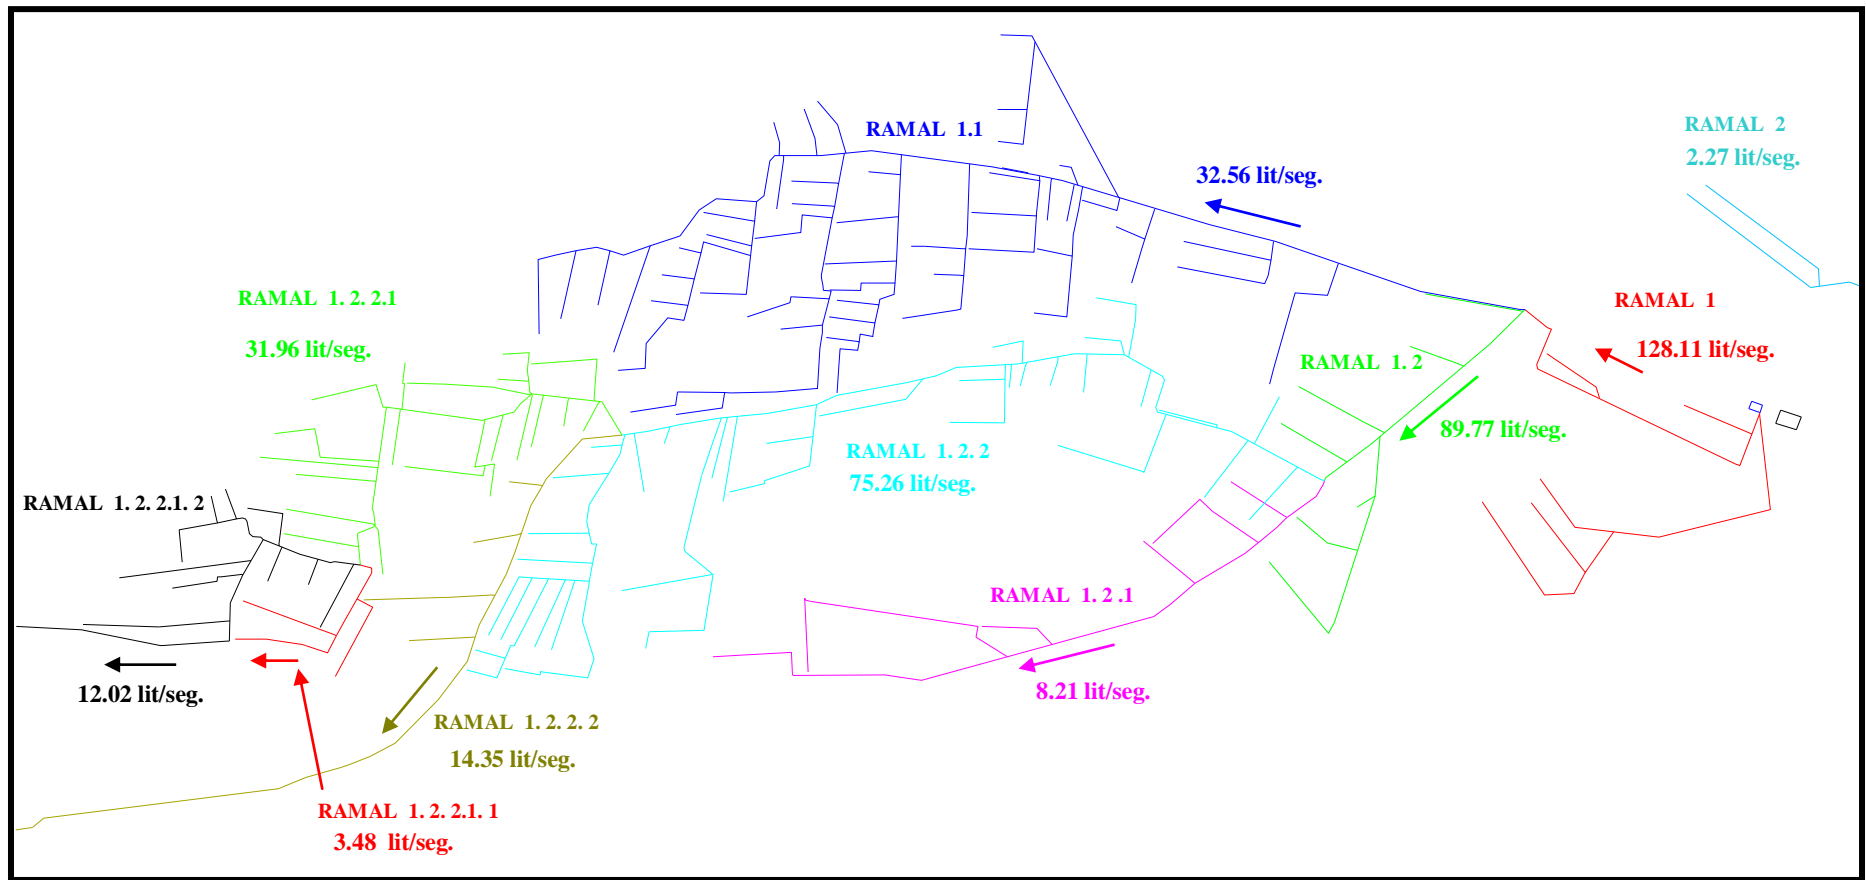 RAMAL 1.1
RAMAL 2
2.27 lit/seg.
32.56 lit/seg.
RAMAL 1. 2. 2.1
31.96 lit/seg.
RAMAL 1
128.11 lit/seg.
RAMAL 1. 2
89.77 lit/seg.
RAMAL 1. 2. 2
75.26 lit/seg.
RAMAL 1. 2. 2.1. 2
RAMAL 1. 2 .1
8.21 lit/seg.
12.02 lit/seg.
RAMAL 1. 2. 2. 2
14.35 lit/seg.
RAMAL 1. 2. 2.1. 1
3.48 lit/seg.